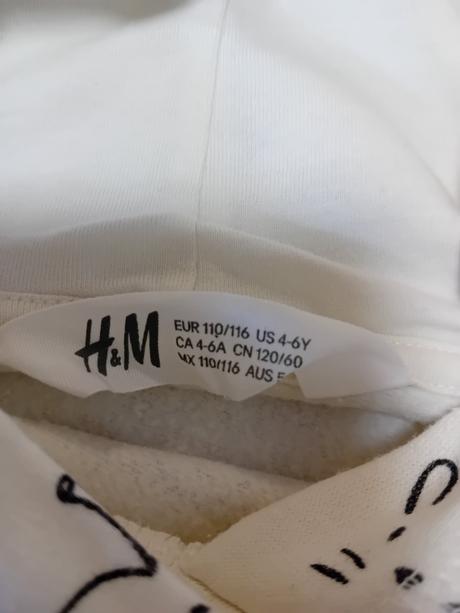 H&M
EUR 110/116 US 4-6Y
CA 4-6A CN 120/60
MX 110/116 AUS